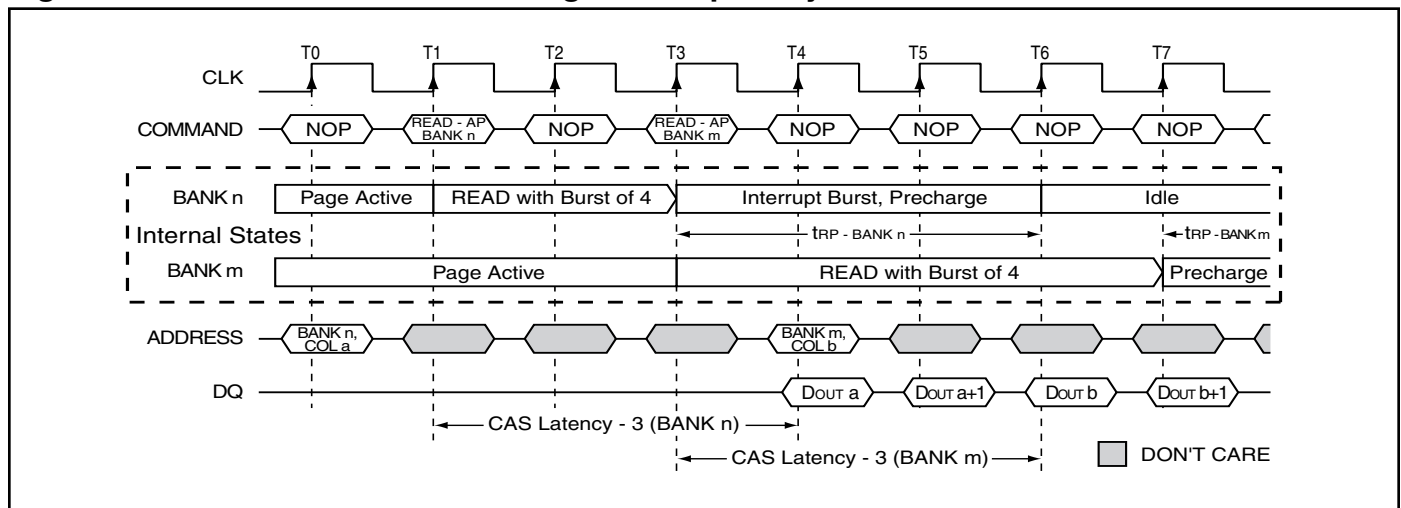 T0 T1 T2 T3 T4 T5 T6 T7
CLK
COMMAND NOP READ - AP NOP READ - AP NOP NOP NOP NOP
BANK n BANK m
BANK n Page Active READ with Burst of 4 Interrupt Burst, Precharge Idle
Internal States tRP - BANK n tRP - BANK m
BANK m Page Active READ with Burst of 4 Precharge
ADDRESS BANK n, BANK m,
COL a COL b
DQ DOUT a DOUT a+1 DOUT b DOUT b+1
CAS Latency - 3 (BANK n)
CAS Latency - 3 (BANK m) DON'T CARE